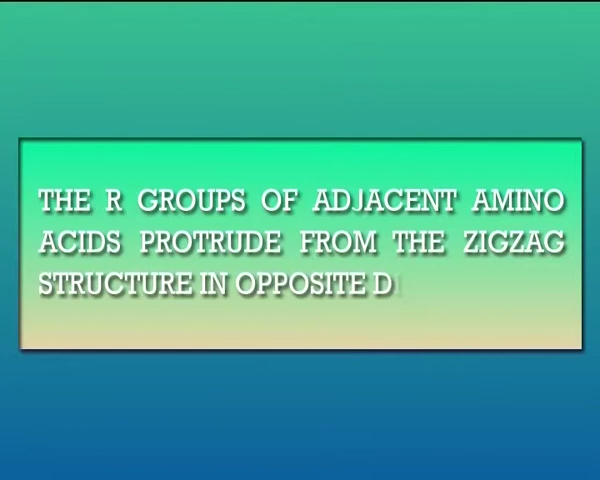 THE R GROUPS OF ADJACENT AMINO
ACIDS PROTRUDE FROM THE ZIGZAG
STRUCTURE IN OPPOSITE D